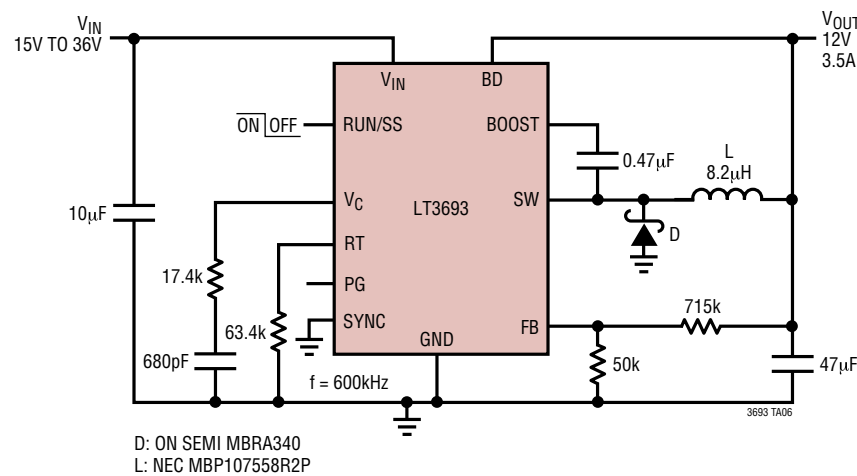 VIN
15V TO 36V
VOUT
12V
3.5A
VIN
BD
ON OFF
RUN/SS
BOOST
0.47µF
L
8.2µH
10µF
VC
LT3693
SW
RT
D
17.4k
PG
63.4k
SYNC
FB
715k
680pF
GND
50k
47µF
f = 600kHz
3693 TA06
D: ON SEMI MBRA340
L: NEC MBP107558R2P